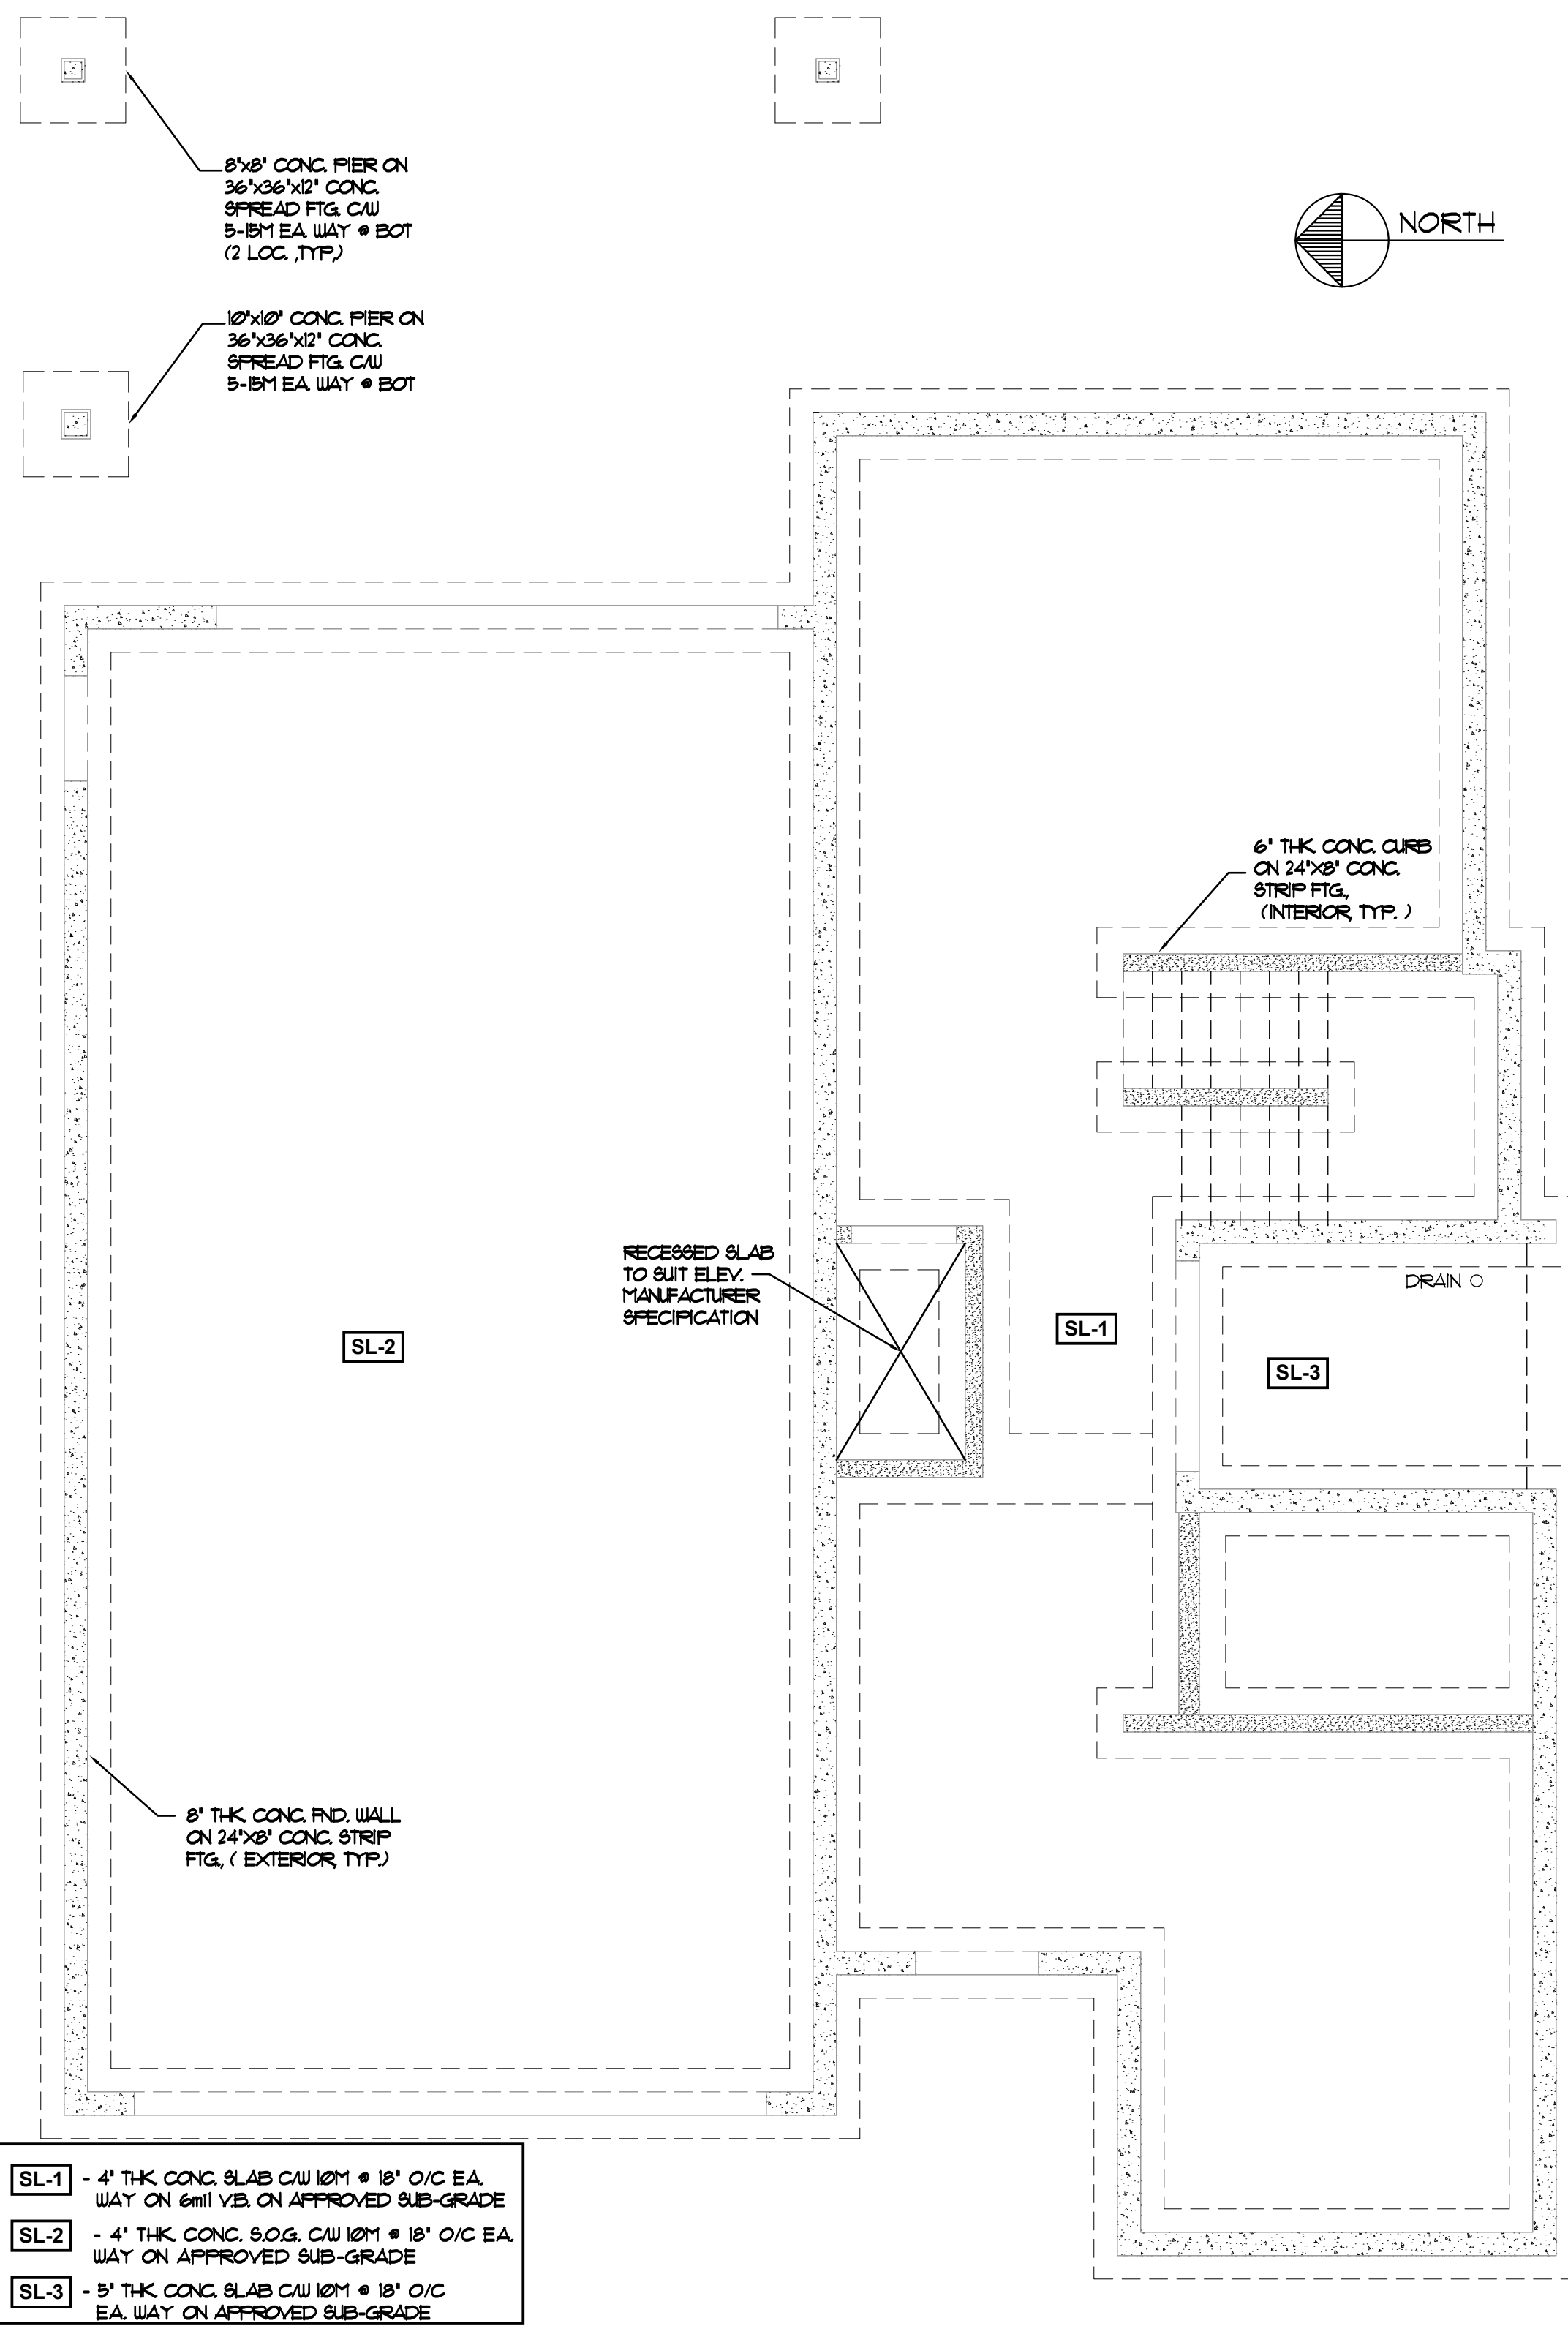 8"x8" CONC. PIER ON
36"x36"x12" CONC.
SPREAD FTG. C/W
5-15M EA. WAY @ BOT
(2 LOC. ,TYP,)
NORTH
10"x10" CONC. PIER ON
36"x36"x12" CONC.
SPREAD FTG. C/W
5-15M EA. WAY @ BOT
6" THK. CONC. CURB
ON 24"X8" CONC.
STRIP FTG.,
(INTERIOR, TYP. )
RECESSED SLAB
TO SUIT ELEV.
MANUFACTURER
SPECIFICATION
DRAIN
SL-1
SL-2
SL-3
8" THK. CONC. FND. WALL
ON 24"X8" CONC. STRIP
FTG., ( EXTERIOR, TYP.)
SL-1 - 4" THK. CONC. SLAB C/W 10M @ 18" O/C EA.
WAY ON 6mil V.B. ON APPROVED SUB-GRADE
SL-2 - 4" THK. CONC. S.O.G. C/W 10M @ 18" O/C EA.
WAY ON APPROVED SUB-GRADE
SL-3 - 5" THK. CONC. SLAB C/W 10M @ 18" O/C
EA. WAY ON APPROVED SUB-GRADE